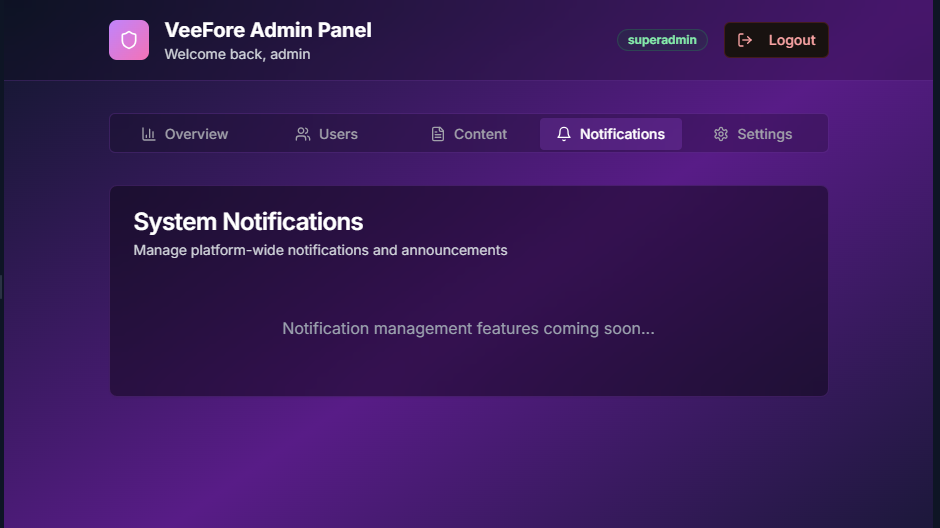 VeeFore Admin Panel
Welcome back, admin
superadmin
Logout
Overview
Users
Content
Notifications
Settings
System Notifications
Manage platform-wide notifications and announcements
Notification management features coming soon...